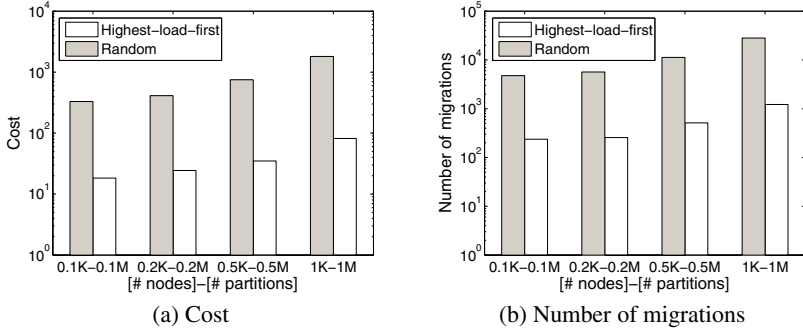 Highest-load-first
Random
Cost
10^4
10^3
10^2
10^1
10^0
0.1K-0.1M 0.2K-0.2M 0.5K-0.5M 1K-1M
[# nodes]-[# partitions]
(a) Cost
Highest-load-first
Random
Number of migrations
10^5
10^4
10^3
10^2
10^1
10^0
0.1K-0.1M 0.2K-0.2M 0.5K-0.5M 1K-1M
[# nodes]-[# partitions]
(b) Number of migrations